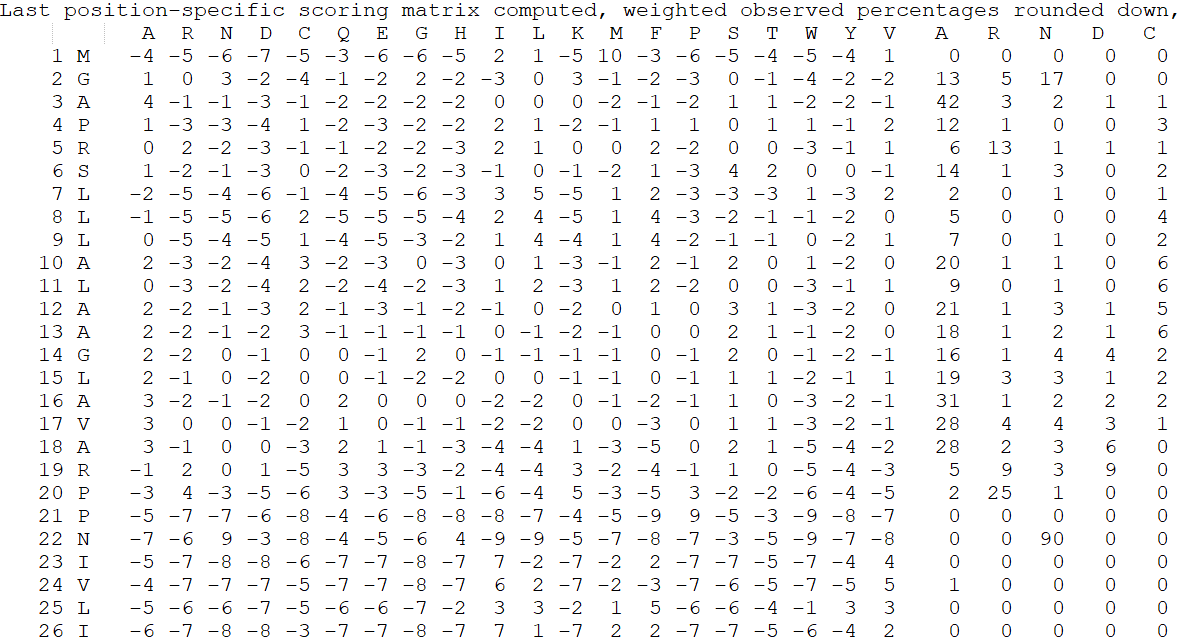 Last position-specific scoring matrix computed, weighted observed percentages rounded down,
A R N D C Q E G H I L K M F P S T W Y V A R N D C
1 M -4 -5 -6 -7 -5 -3 -6 -6 -5 2 1 -5 10 -3 -6 -5 -4 -5 -4 1 0 0 0 0 0
2 G 1 0 3 -2 -4 -1 -2 2 -2 -3 0 3 -1 -2 -3 0 -1 -4 -2 -2 13 5 17 0 0
3 A 4 -1 -1 -3 -1 -2 -2 -2 -2 0 0 0 -2 -1 -2 1 1 -2 -2 -1 42 3 2 1 1
4 P 1 -3 -3 -4 1 -2 -3 -2 -2 2 1 -2 -1 1 1 0 1 1 -1 2 12 1 0 0 3
5 R 0 2 -2 -3 -1 -1 -2 -2 -3 2 1 0 0 2 -2 0 0 -3 -1 1 6 13 1 1 1
6 S 1 -2 -1 -3 0 -2 -3 -2 -3 -1 0 -1 -2 1 -3 4 2 0 0 -1 14 1 3 0 2
7 L -2 -5 -4 -6 -1 -4 -5 -6 -3 3 5 -5 1 2 -3 -3 -3 1 -3 2 2 0 1 0 1
8 L -1 -5 -5 -6 2 -5 -5 -5 -4 2 4 -5 1 4 -3 -2 -1 -1 -2 0 5 0 0 0 4
9 L 0 -5 -4 -5 1 -4 -5 -3 -2 1 4 -4 1 4 -2 -1 -1 0 -2 1 7 0 1 0 2
10 A 2 -3 -2 -4 3 -2 -3 0 -3 0 1 -3 -1 2 -1 2 0 1 -2 0 20 1 1 0 6
11 L 0 -3 -2 -4 2 -2 -4 -2 -3 1 2 -3 1 2 -2 0 0 -3 -1 1 9 0 1 0 6
12 A 2 -2 -1 -3 2 -1 -3 -1 -2 -1 0 -2 0 1 0 3 1 -3 -2 0 21 1 3 1 5
13 A 2 -2 -1 -2 3 -1 -1 -1 -1 0 -1 -2 -1 0 0 2 1 -1 -2 0 18 1 2 1 6
14 G 2 -2 0 -1 0 0 -1 2 0 -1 -1 -1 -1 0 -1 2 0 -1 -2 -1 16 1 4 4 2
15 L 2 -1 0 -2 0 0 -1 -2 -2 0 0 -1 -1 0 -1 1 1 -2 -1 1 19 3 3 1 2
16 A 3 -2 -1 -2 0 2 0 0 0 -2 -2 0 -1 -2 -1 1 0 -3 -2 -1 31 1 2 2 2
17 V 3 0 0 -1 -2 1 0 -1 -1 -2 -2 0 0 -3 0 1 1 -3 -2 -1 28 4 4 3 1
18 A 3 -1 0 0 -3 2 1 -1 -3 -4 -4 1 -3 -5 0 2 1 -5 -4 -2 28 2 3 6 0
19 R -1 2 0 1 -5 3 3 -3 -2 -4 -4 3 -2 -4 -1 1 0 -5 -4 -3 5 9 3 9 0
20 P -3 4 -3 -5 -6 3 -3 -5 -1 -6 -4 5 -3 -5 3 -2 -2 -6 -4 -5 2 25 1 0 0
21 P -5 -7 -7 -6 -8 -4 -6 -8 -8 -8 -7 -4 -5 -9 9 -5 -3 -9 -8 -7 0 0 0 0 0
22 N -7 -6 9 -3 -8 -4 -5 -6 4 -9 -9 -5 -7 -8 -7 -3 -5 -9 -7 -8 0 0 90 0 0
23 I -5 -7 -8 -8 -6 -7 -7 -8 -7 7 -2 -7 -2 2 -7 -7 -5 -7 -4 4 0 0 0 0 0
24 V -4 -7 -7 -7 -5 -7 -7 -8 -7 6 2 -7 -2 -3 -7 -6 -5 -7 -5 5 1 0 0 0 0
25 L -5 -6 -6 -7 -5 -6 -6 -7 -2 3 3 -2 1 5 -6 -6 -4 -1 3 3 0 0 0 0 0
26 I -6 -7 -8 -8 -3 -7 -7 -8 -7 7 1 -7 2 2 -7 -7 -5 -6 -4 2 0 0 0 0 0